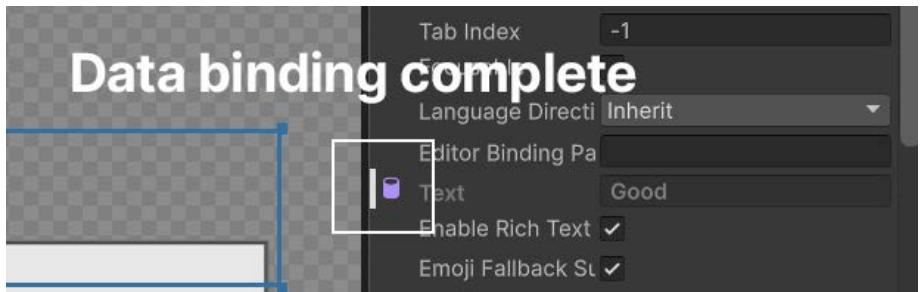 Tab Index -1
Data binding complete
Language Directi Inherit
Editor Binding Pa
Text Good
Enable Rich Text
Emoji Fallback Su